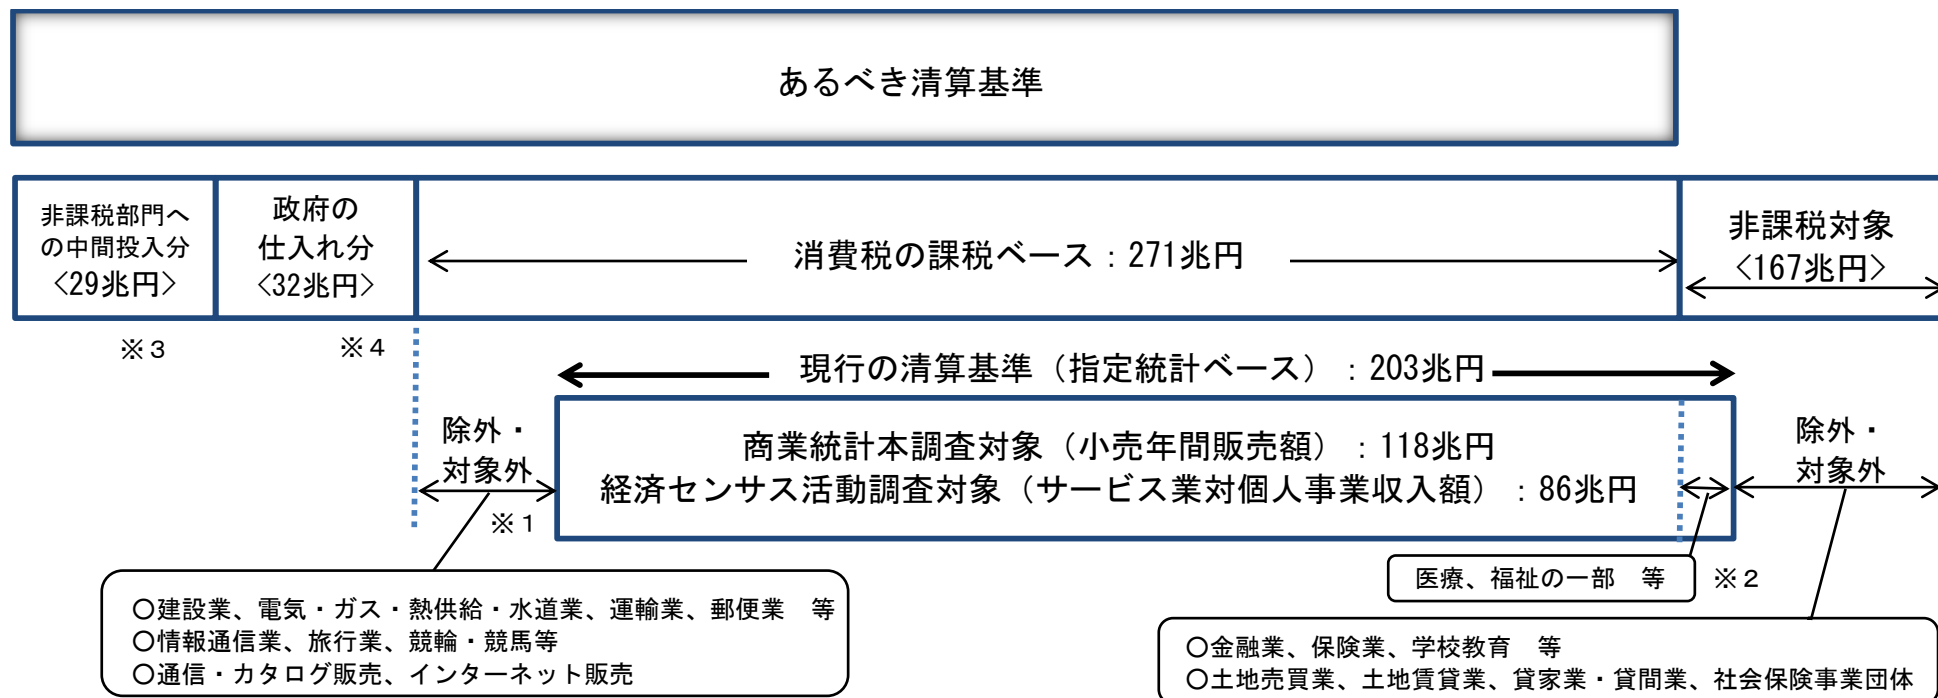 あるべき清算基準
非課税部門へ
の中間投入分
<29兆円>
政府の
仕入れ分
<32兆円>
消費税の課税ベース：271兆円
非課税対象
<167兆円>
※３
※４
現行の清算基準（指定統計ベース）：203兆円
除外・
対象外
※１
商業統計本調査対象（小売年間販売額）：118兆円
経済センサス活動調査対象（サービス業対個人事業収入額）：86兆円
除外・
対象外
医療、福祉の一部　等
※２
○建設業、電気・ガス・熱供給・水道業、運輸業、郵便業　等
○情報通信業、旅行業、競輪・競馬等
○通信・カタログ販売、インターネット販売
○金融業、保険業、学校教育　等
○土地売買業、土地賃貸業、貸家業・貸間業、社会保険事業団体